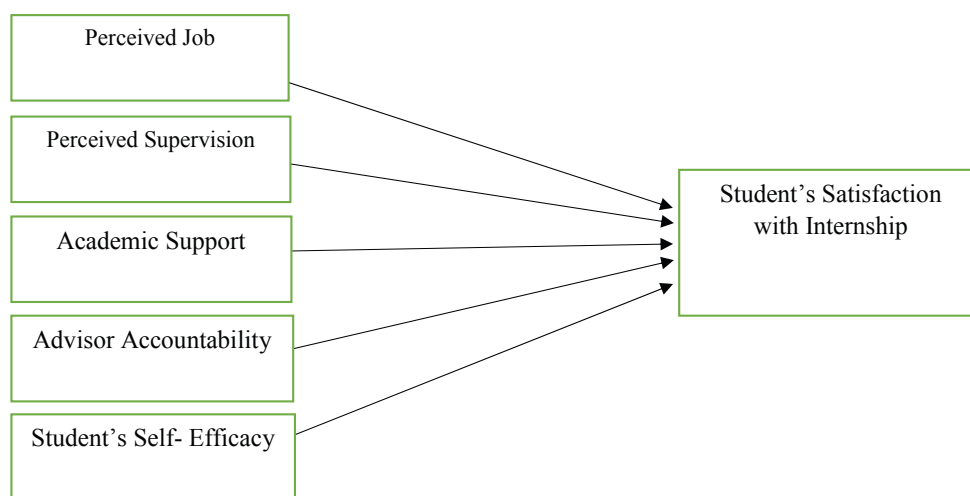 Perceived Job
Perceived Supervision
Academic Support
Advisor Accountability
Student’s Self- Efficacy
Student’s Satisfaction
with Internship